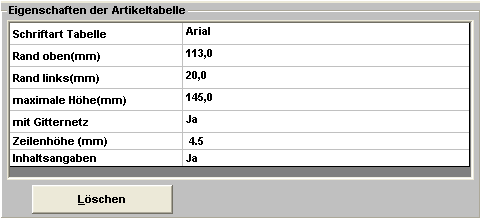 Eigenschaften der Artikeltabelle
Schriftart Tabelle Arial
Rand oben(mm) 113,0
Rand links(mm) 20,0
maximale Höhe(mm) 145,0
mit Gitternetz Ja
Zeilenhöhe (mm) 4.5
Inhaltsangaben Ja
Löschen